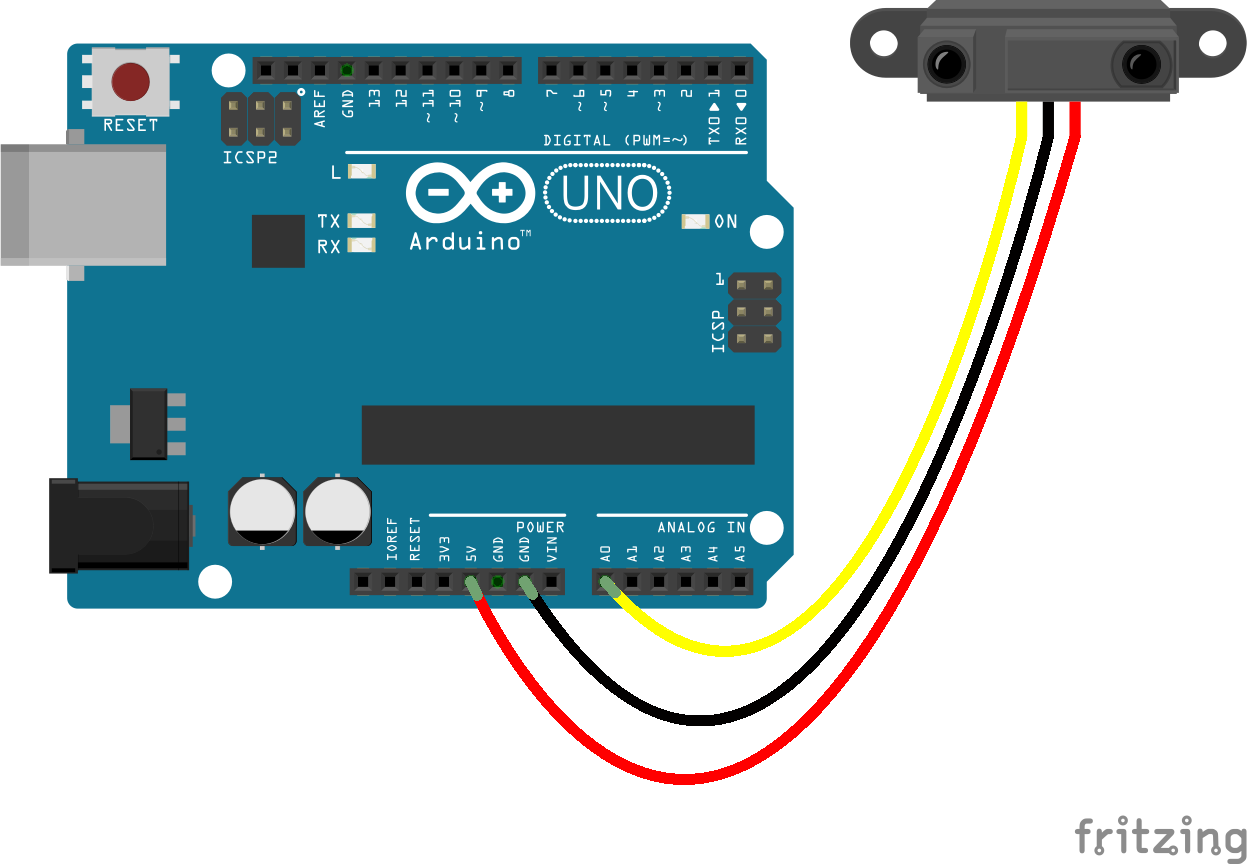 RESET
ICSP2
AREF
GND
13
12
~11
~10
~9
8
7
~6
~5
4
~3
2
TX0▶1
RX0◀0
DIGITAL (PWM=~)
L
TX
RX
UNO
Arduino™
ON
1
ICSP
POWER
ANALOG IN
IOREF
RESET
3V3
5V
GND
GND
VIN
A0
A1
A2
A3
A4
A5
fritzing